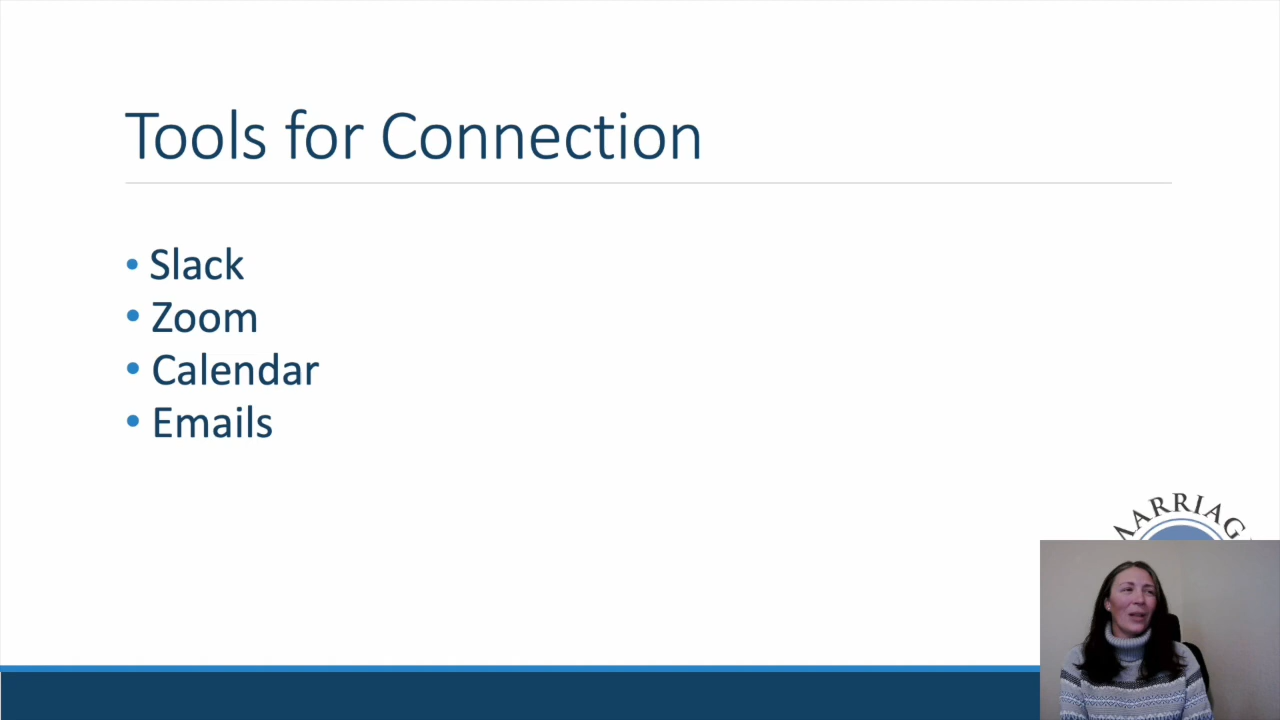 Tools for Connection
• Slack
• Zoom
• Calendar
• Emails